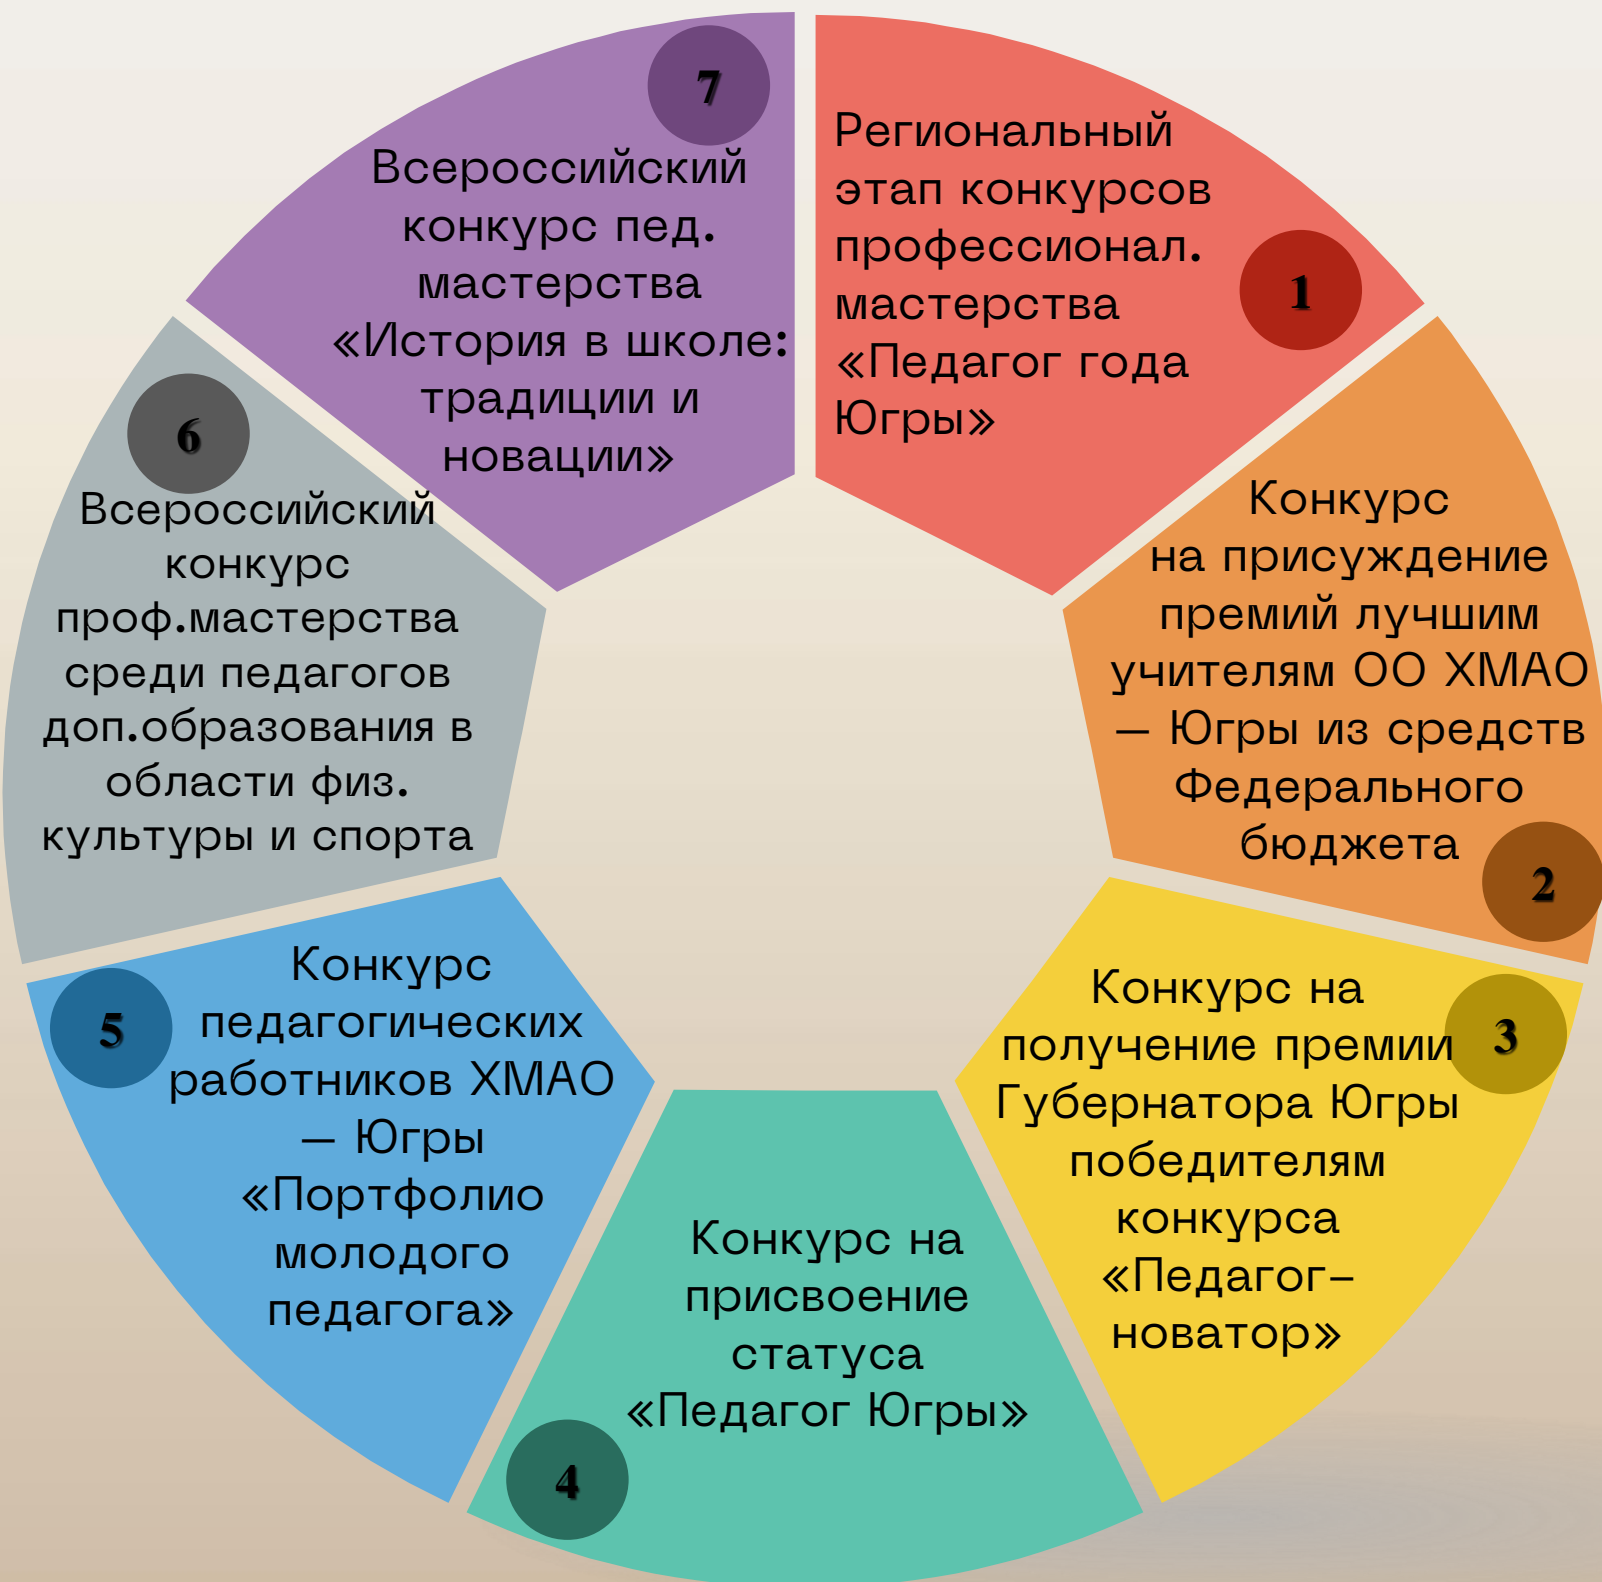 1
Региональный
этап конкурсов
профессионал.
мастерства
«Педагог года
Югры»
2
Конкурс
на присуждение
премий лучшим
учителям ОО ХМАО
– Югры из средств
Федерального
бюджета
3
Конкурс на
получение премии
Губернатора Югры
победителям
конкурса
«Педагог–
новатор»
4
Конкурс на
присвоение
статуса
«Педагог Югры»
5
Конкурс
педагогических
работников ХМАО
– Югры
«Портфолио
молодого
педагога»
6
Всероссийский
конкурс
проф.мастерства
среди педагогов
доп.образования в
области физ.
культуры и спорта
7
Всероссийский
конкурс пед.
мастерства
«История в школе:
традиции и
новации»